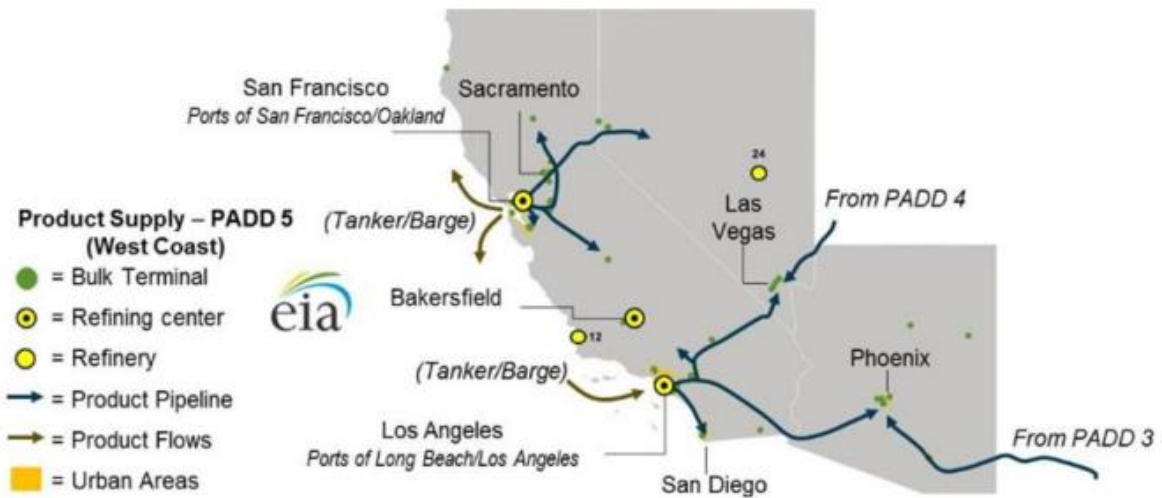 San Francisco
Ports of San Francisco/Oakland
Sacramento
24
(Tanker/Barge)
Las
Vegas
From PADD 4
Product Supply – PADD 5
(West Coast)
= Bulk Terminal
= Refining center
= Refinery
= Product Pipeline
= Product Flows
= Urban Areas
eia
Bakersfield
12
(Tanker/Barge)
Phoenix
Los Angeles
Ports of Long Beach/Los Angeles
San Diego
From PADD 3